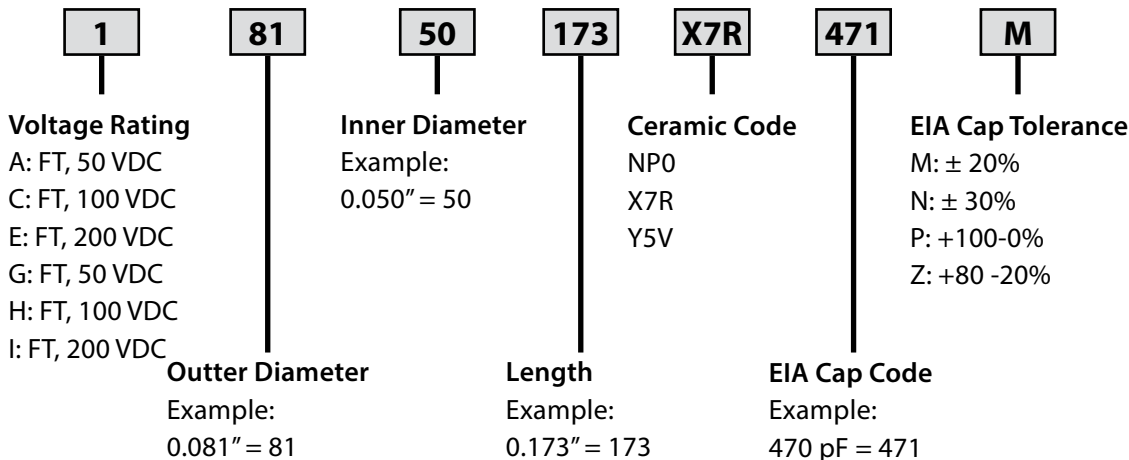 1 81 50 173 X7R 471 M
Voltage Rating
A: FT, 50 VDC
C: FT, 100 VDC
E: FT, 200 VDC
G: FT, 50 VDC
H: FT, 100 VDC
I: FT, 200 VDC
Outter Diameter
Example:
0.081” = 81
Inner Diameter
Example:
0.050” = 50
Length
Example:
0.173” = 173
Ceramic Code
NP0
X7R
Y5V
EIA Cap Code
Example:
470 pF = 471
EIA Cap Tolerance
M: ± 20%
N: ± 30%
P: +100-0%
Z: +80 -20%